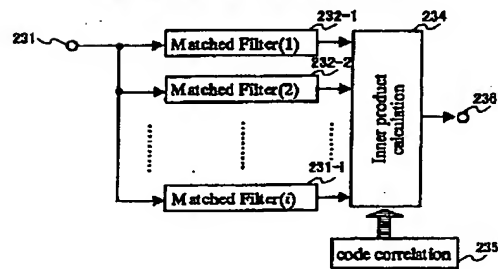 231
232-1
Matched Filter(1)
232-2
Matched Filter(2)
231-i
Matched Filter(i)
234
Inner product
calculation
236
code correlation
235